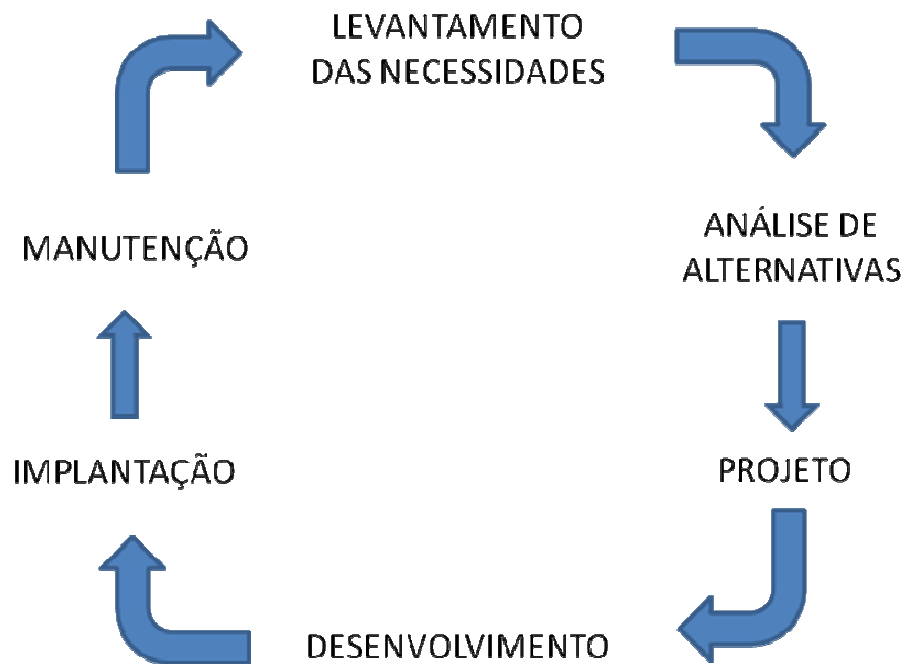 LEVANTAMENTO
DAS NECESSIDADES
ANÁLISE DE
ALTERNATIVAS
PROJETO
DESENVOLVIMENTO
IMPLANTAÇÃO
MANUTENÇÃO